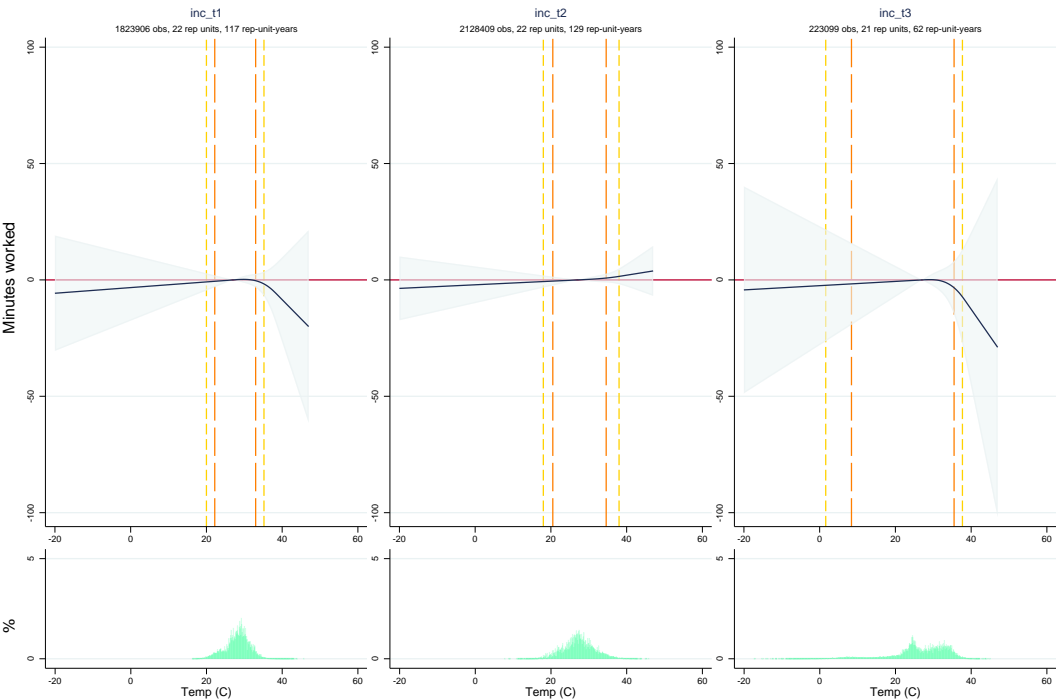 inc_t1
1823906 obs, 22 rep units, 117 rep-unit-years
inc_t2
2128409 obs, 22 rep units, 129 rep-unit-years
inc_t3
223099 obs, 21 rep units, 62 rep-unit-years
Minutes worked
100
50
0
-50
-100
-20 0 20 40 60
100
50
0
-50
-100
-20 0 20 40 60
100
50
0
-50
-100
-20 0 20 40 60
%
5
0
-20 0 20 40 60
Temp (C)
5
0
-20 0 20 40 60
Temp (C)
5
0
-20 0 20 40 60
Temp (C)